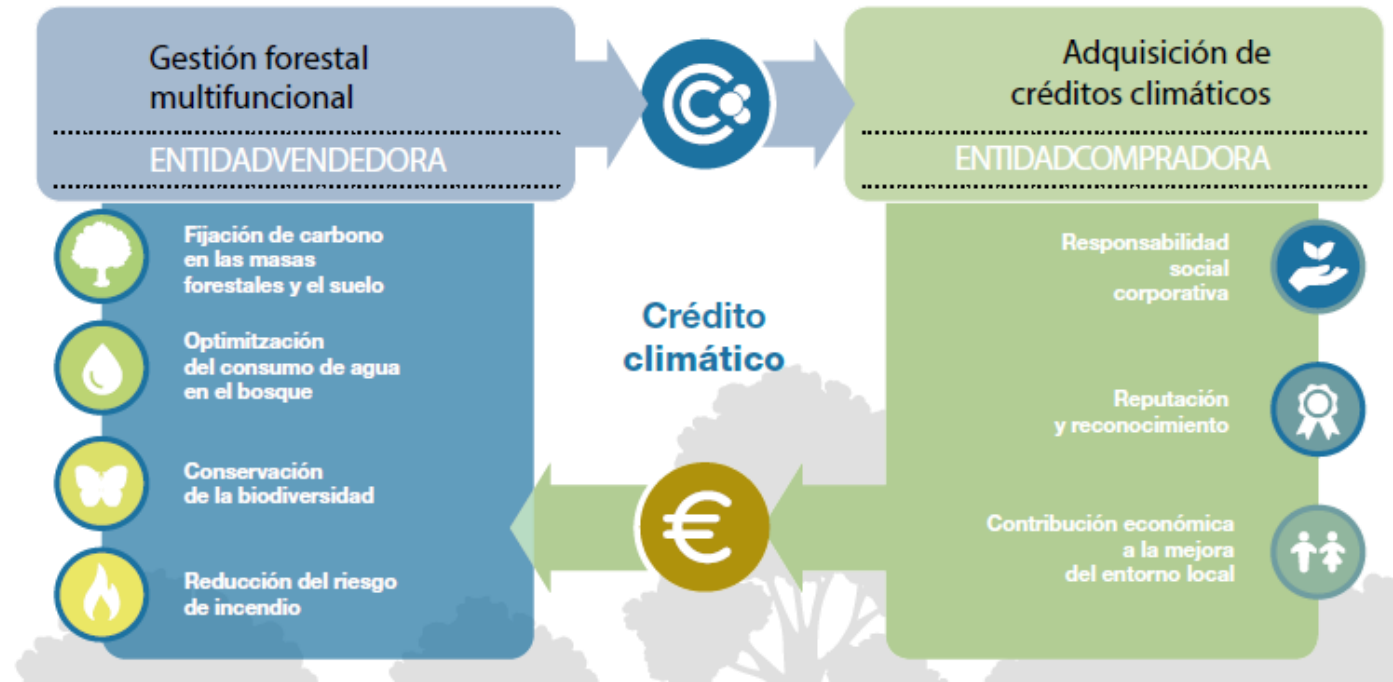 Gestión forestal
multifuncional
ENTIDADVENDEDORA
Fijación de carbono
en las masas
forestales y el suelo
Optimitzación
del consumo de agua
en el bosque
Conservación
de la biodiversidad
Reducción del riesgo
de incendio
Crédito
climático
€
Adquisición de
créditos climáticos
ENTIDADCOMPRADORA
Responsabilidad
social
corporativa
Reputación
y reconocimiento
Contribución económica
a la mejora
del entorno local